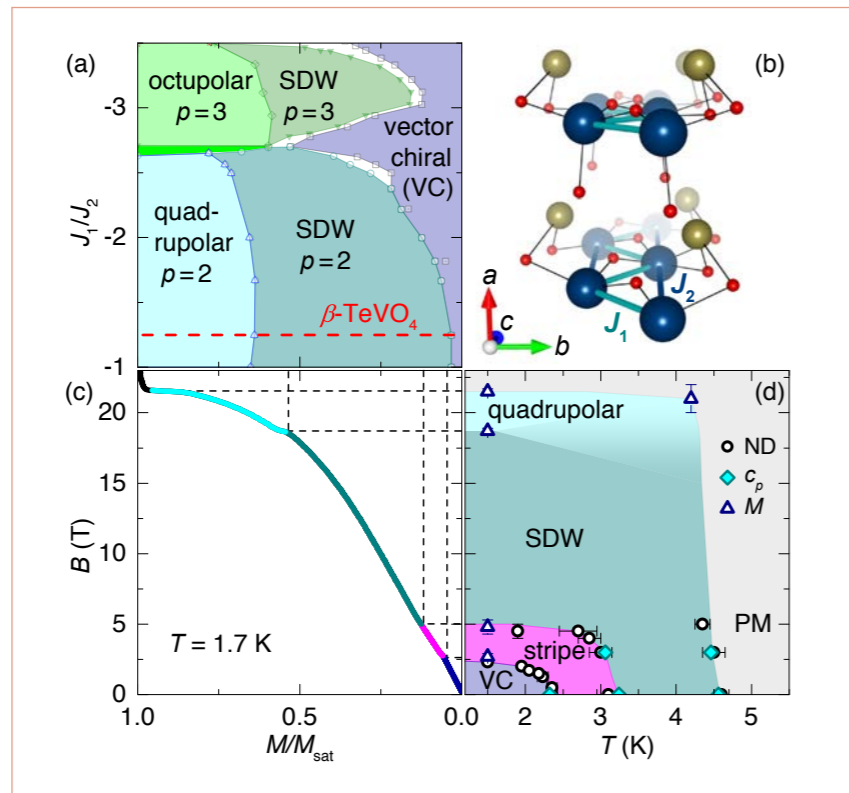 (a)
octupolar
p = 3
SDW
p = 3
vector
chiral
(VC)
quad-
rupolar
p = 2
SDW
p = 2
β-TeVO4
-3
-2
-1
J1/J2
(b)
J2
J1
a
c
b
(c)
20
15
10
5
0
B (T)
T = 1.7 K
1.0
0.5
0.0
M/Msat
(d)
quadrupolar
ND
cp
M
SDW
PM
stripe
VC
2
3
4
5
T (K)